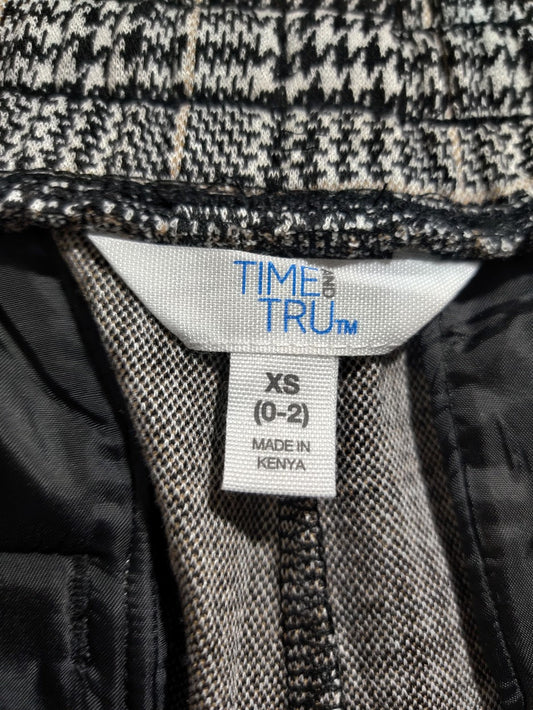 TIME AND
TRU™
XS
(0-2)
MADE IN
KENYA